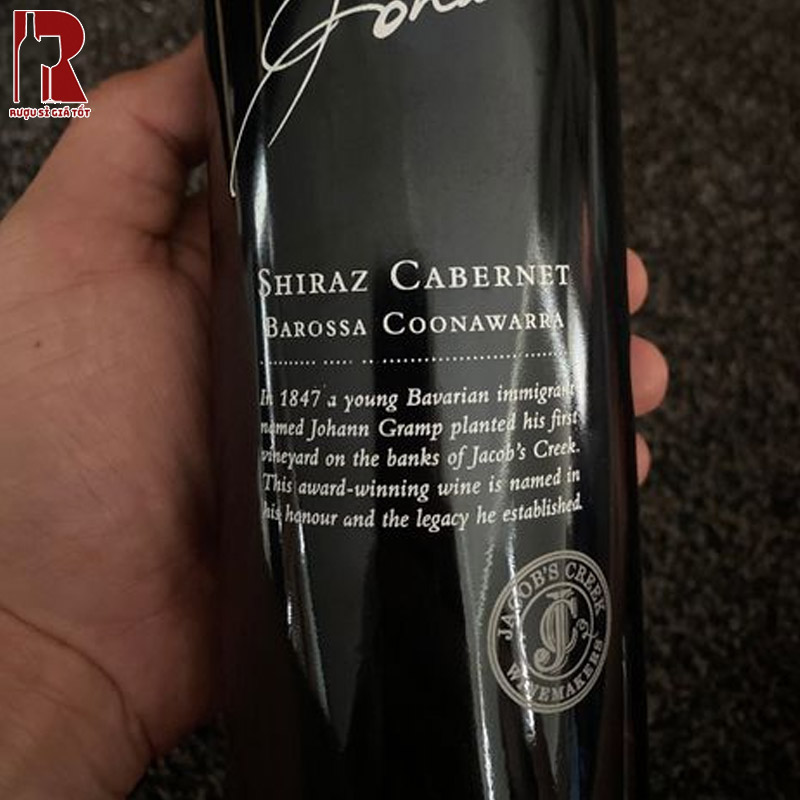 RƯỢU SỈ GIÁ TỐT
SHIRAZ CABERNET
BAROSSA COONAWARRA
In 1847 a young Bavarian immigrant
named Johann Gramp planted his first
vineyard on the banks of Jacob's Creek.
This award-winning wine is named in
his honour and the legacy he established.
JACOB'S CREEK
JC
WINEMAKERS